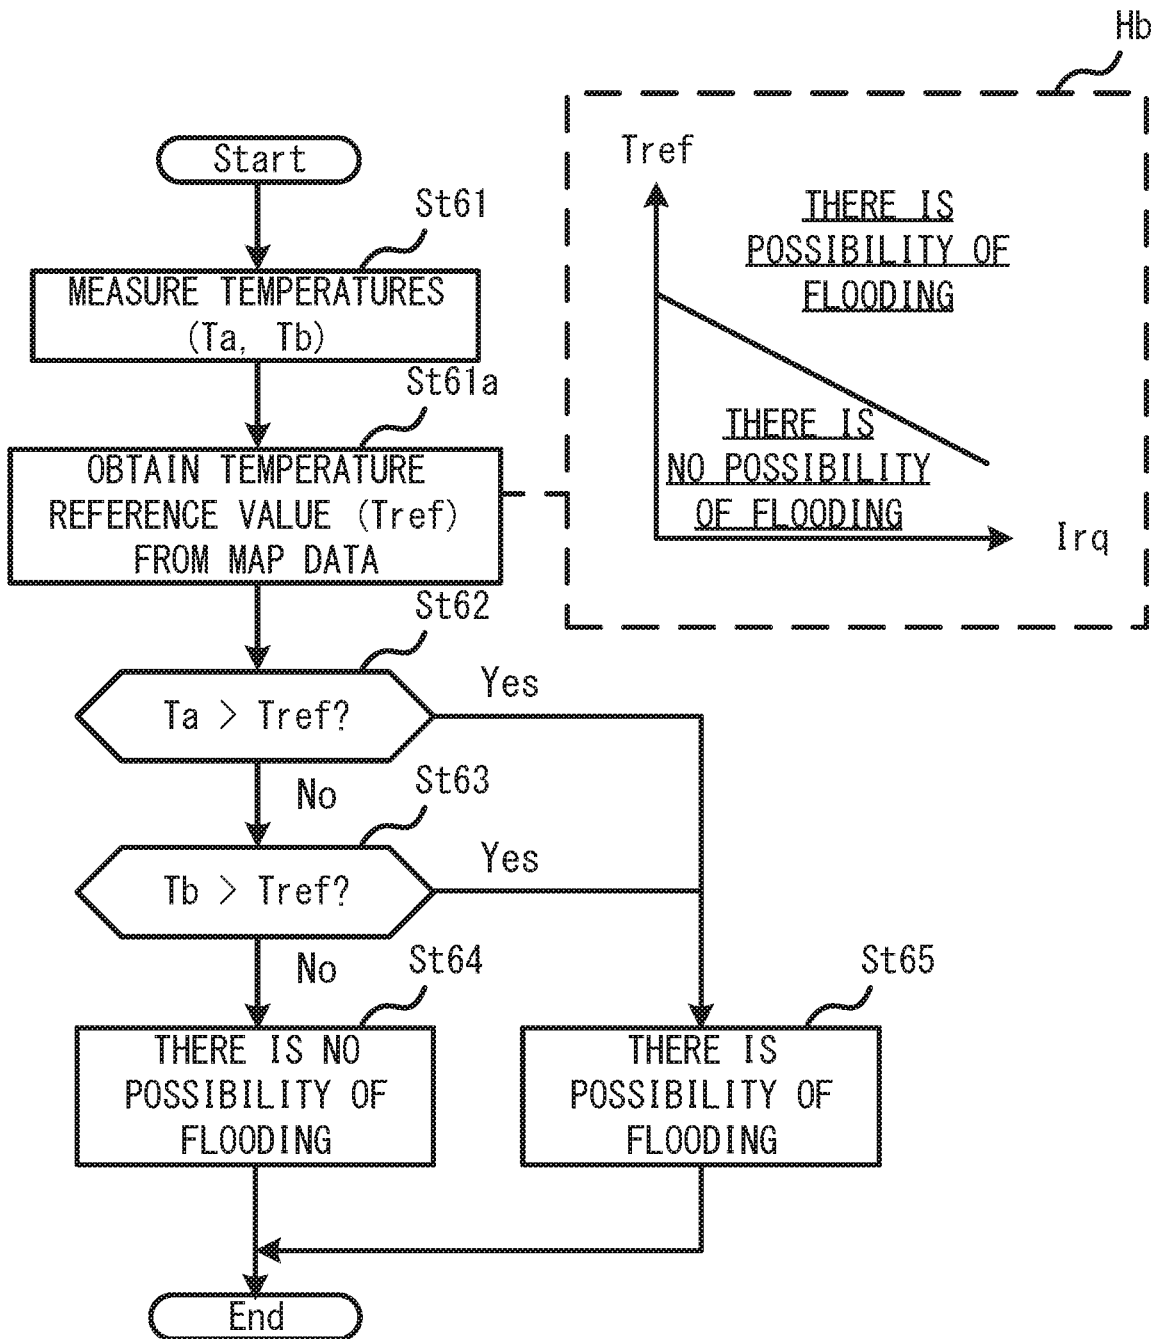 Hb
Start
St61
MEASURE TEMPERATURES
(Ta, Tb)
St61a
OBTAIN TEMPERATURE
REFERENCE VALUE (Tref)
FROM MAP DATA
Tref
THERE IS
POSSIBILITY OF
FLOODING
THERE IS
NO POSSIBILITY
OF FLOODING
Irq
St62
Ta > Tref?
Yes
No
St63
Tb > Tref?
Yes
No
St64
THERE IS NO
POSSIBILITY OF
FLOODING
St65
THERE IS
POSSIBILITY OF
FLOODING
End